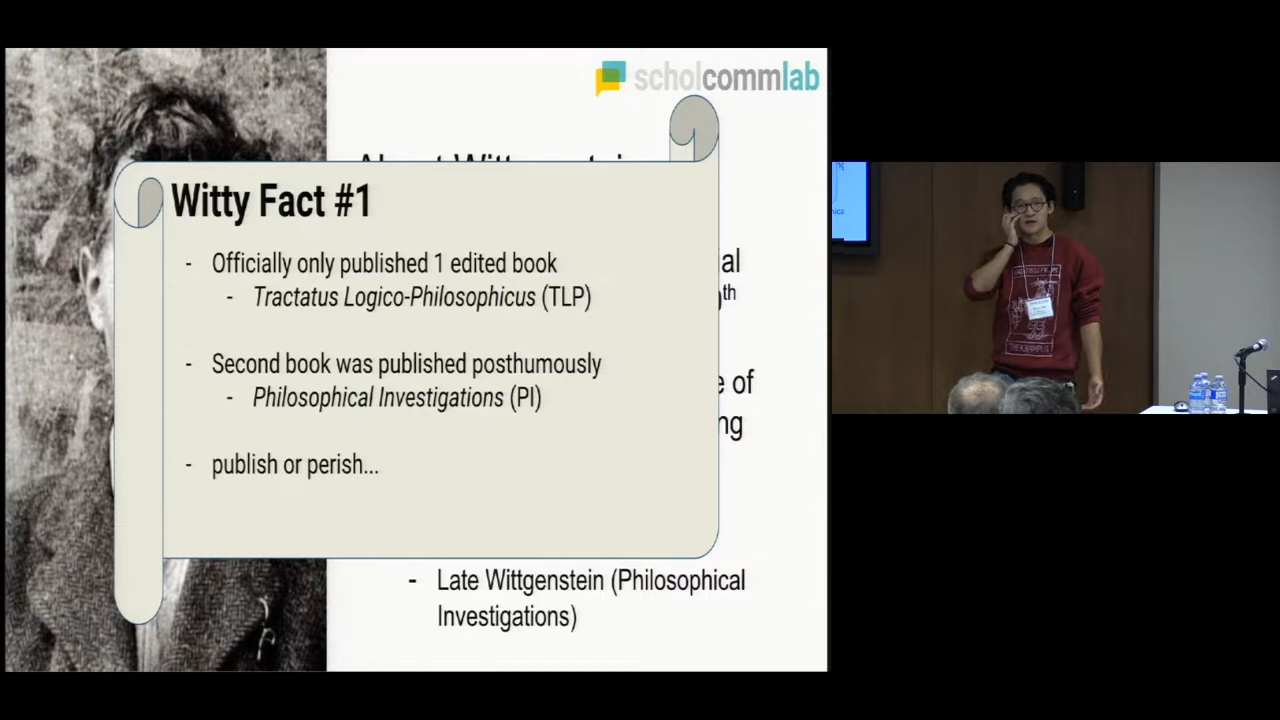 scholcommlab
Witty Fact #1
- Officially only published 1 edited book
- Tractatus Logico-Philosophicus (TLP)
- Second book was published posthumously
- Philosophical Investigations (PI)
- publish or perish...
- Late Wittgenstein (Philosophical
Investigations)